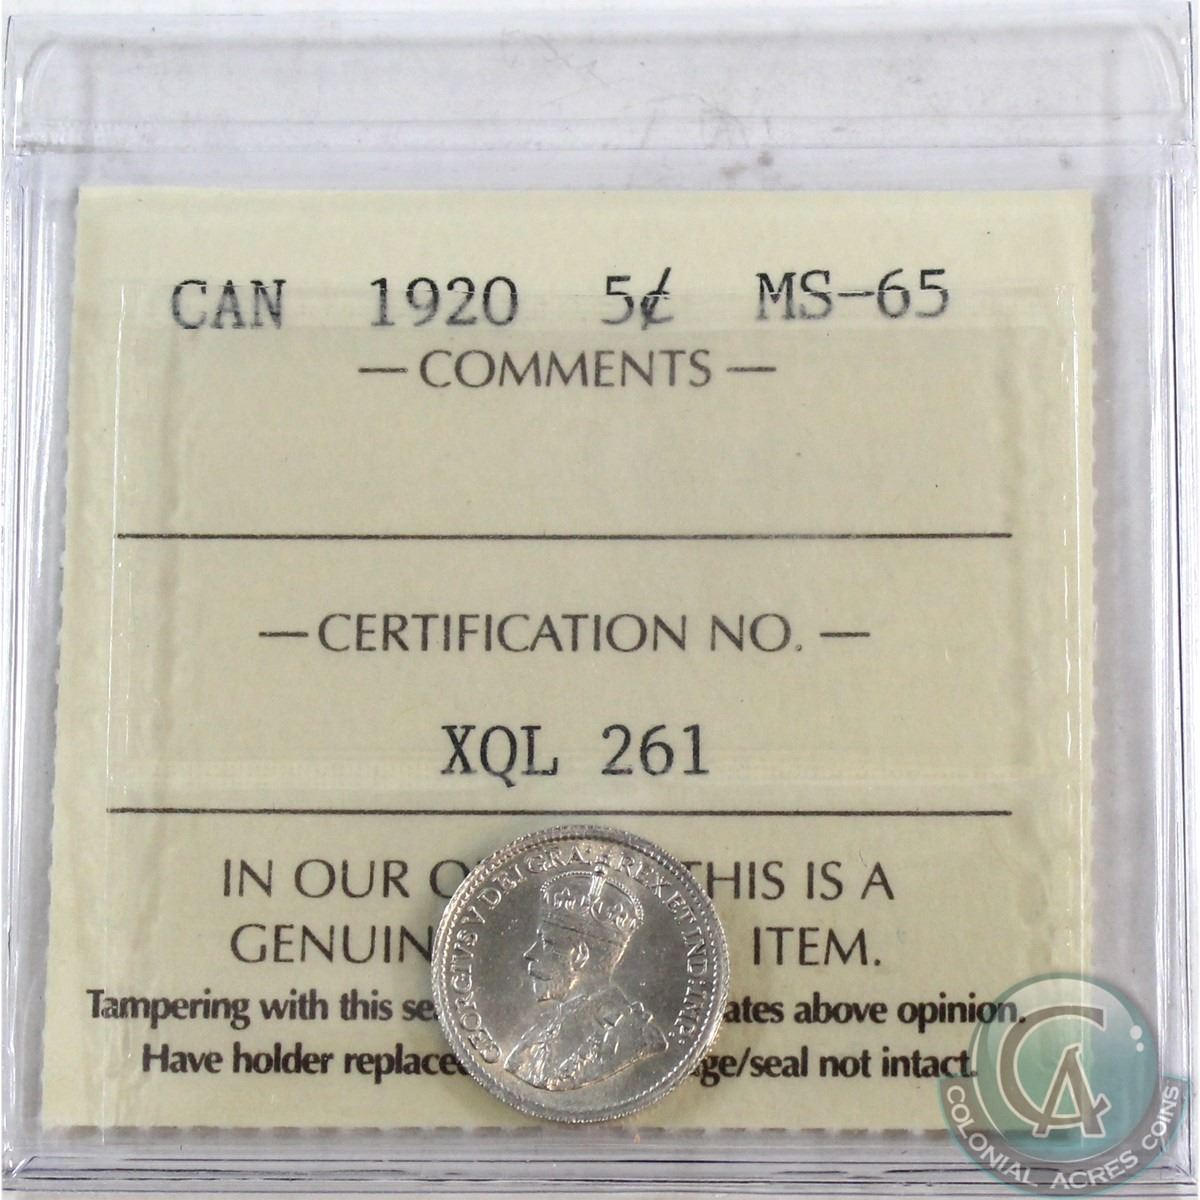 CAN 1920 5¢ MS-65
— COMMENTS —
— CERTIFICATION NO. —
XQL 261
IN OUR O THIS IS A
GENUIN ITEM.
Tampering with this se ates above opinion.
Have holder replace ge/seal not intact.
GEORGIVS V DEI GRA: REX ET IND: IMP:
CA
COLONIAL ACRES COINS